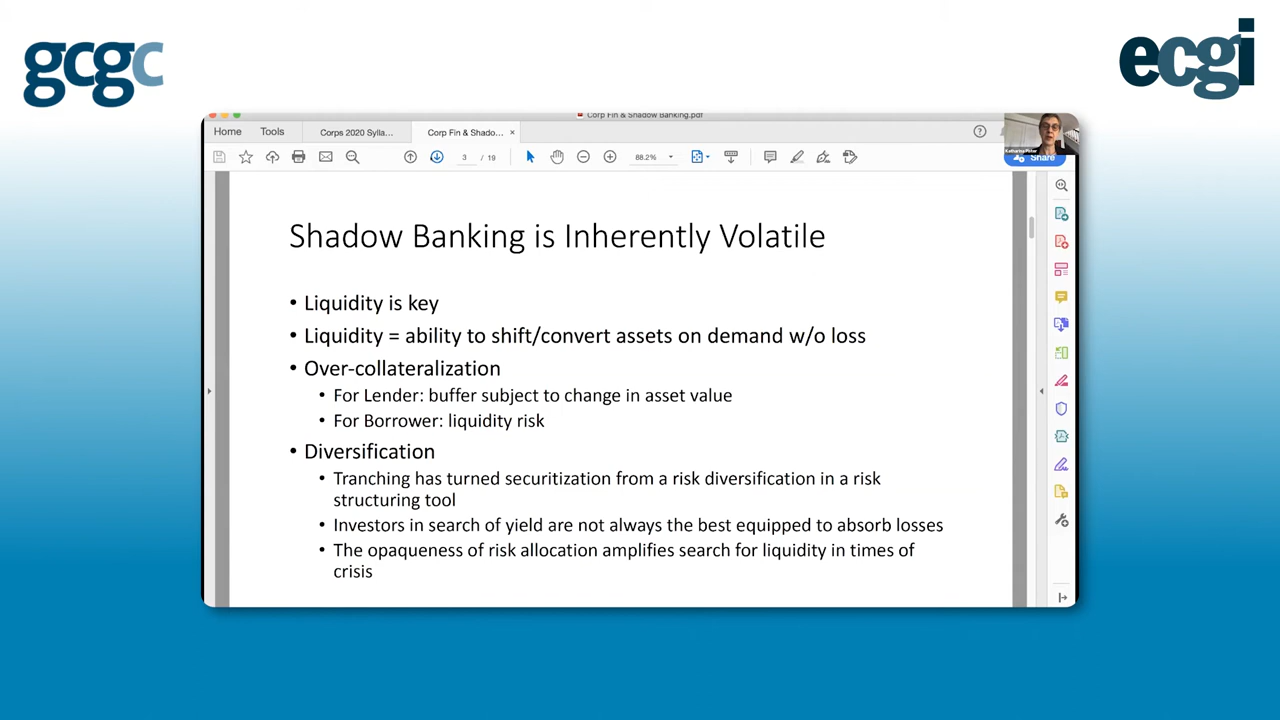 gcgc
ecgi
Corp Fin & Shadow Banking.pdf
Home Tools Corps 2020 Sylla... Corp Fin & Shado... ×
3 / 19 88.2%
Share
Shadow Banking is Inherently Volatile
• Liquidity is key
• Liquidity = ability to shift/convert assets on demand w/o loss
• Over-collateralization
• For Lender: buffer subject to change in asset value
• For Borrower: liquidity risk
• Diversification
• Tranching has turned securitization from a risk diversification in a risk
structuring tool
• Investors in search of yield are not always the best equipped to absorb losses
• The opaqueness of risk allocation amplifies search for liquidity in times of
crisis